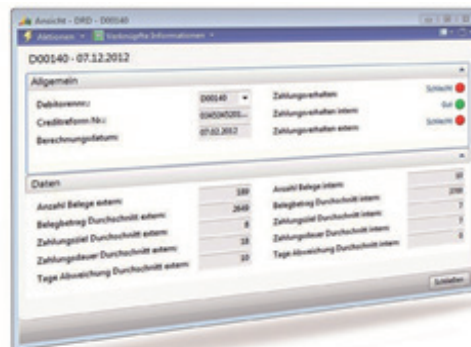 Ansicht - DRD - D00140
Aktionen Verknüpfte Informationen
D00140 - 07.12.2012
Allgemein
Debitorennr.: D00140
Creditreform Nr.:
Berechnungsdatum: 07.02.2012
Zahlungsverhalten: Schlecht
Zahlungsverhalten intern: Gut
Zahlungsverhalten extern: Schlecht
Daten
Anzahl Belege extern: 189
Belegbetrag Durchschnitt extern: 2649
Zahlungsziel Durchschnitt extern: 8
Zahlungsdauer Durchschnitt extern: 18
Tage Abweichung Durchschnitt extern: 10
Anzahl Belege intern: 10
Belegbetrag Durchschnitt intern:
Zahlungsziel Durchschnitt intern: 7
Zahlungsdauer Durchschnitt intern: 7
Tage Abweichung Durchschnitt intern: 0
Schließen